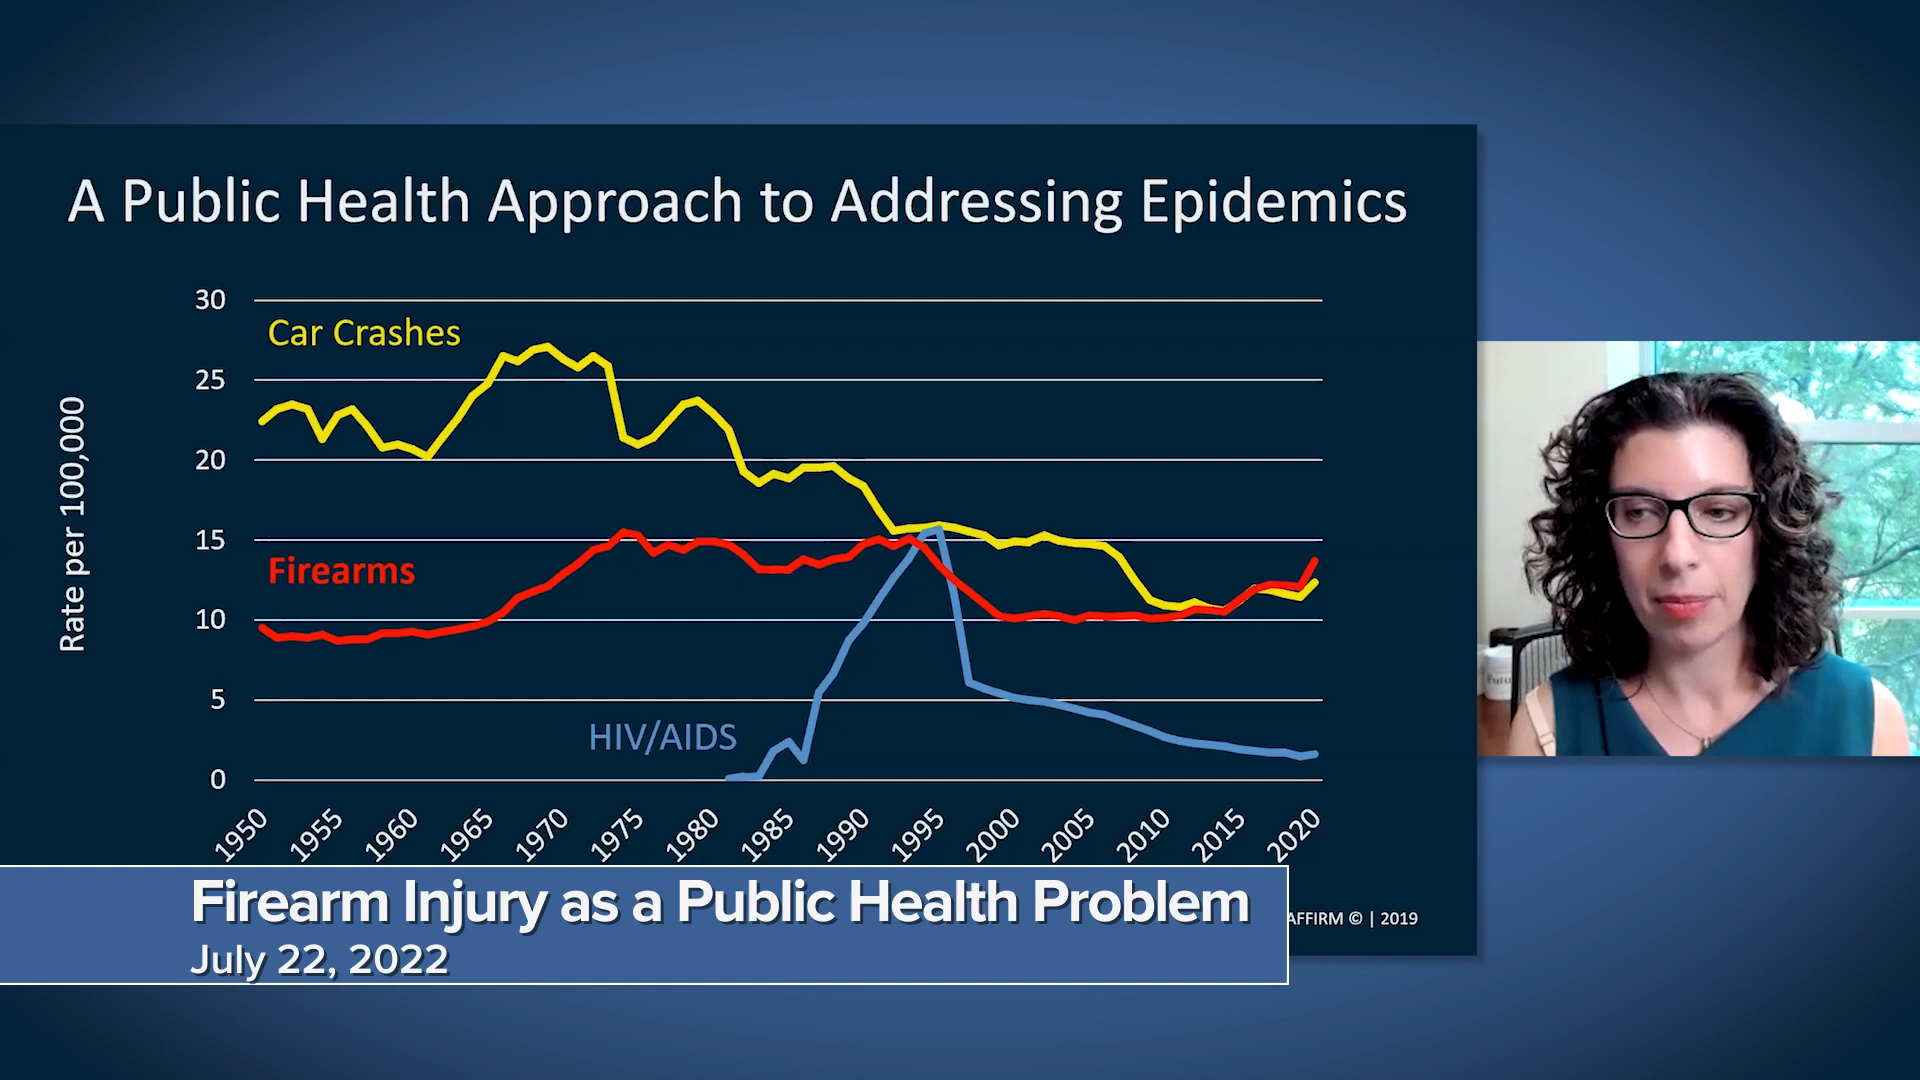 A Public Health Approach to Addressing Epidemics
Rate per 100,000
30
25
20
15
10
5
0
Car Crashes
Firearms
HIV/AIDS
1950
1955
1960
1965
1970
1975
1980
1985
1990
1995
2000
2005
2010
2015
2020
AFFIRM © | 2019
Firearm Injury as a Public Health Problem
July 22, 2022